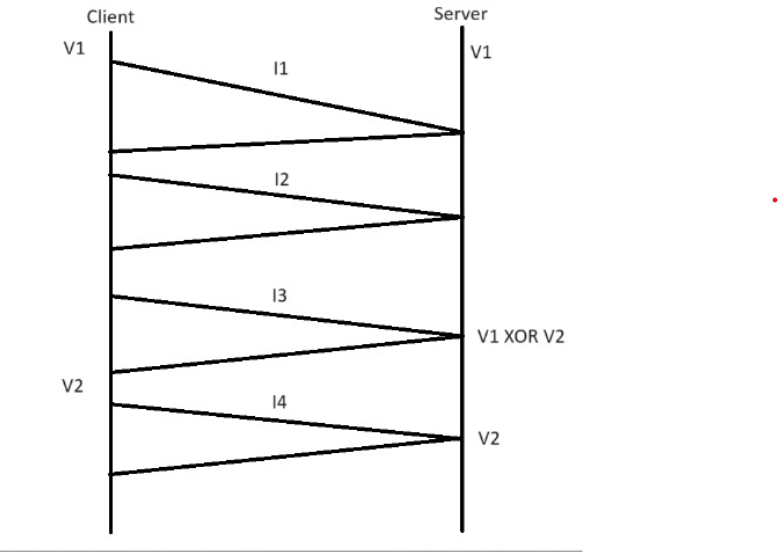 Client
Server
V1
V1
I1
I2
I3
V1 XOR V2
V2
I4
V2